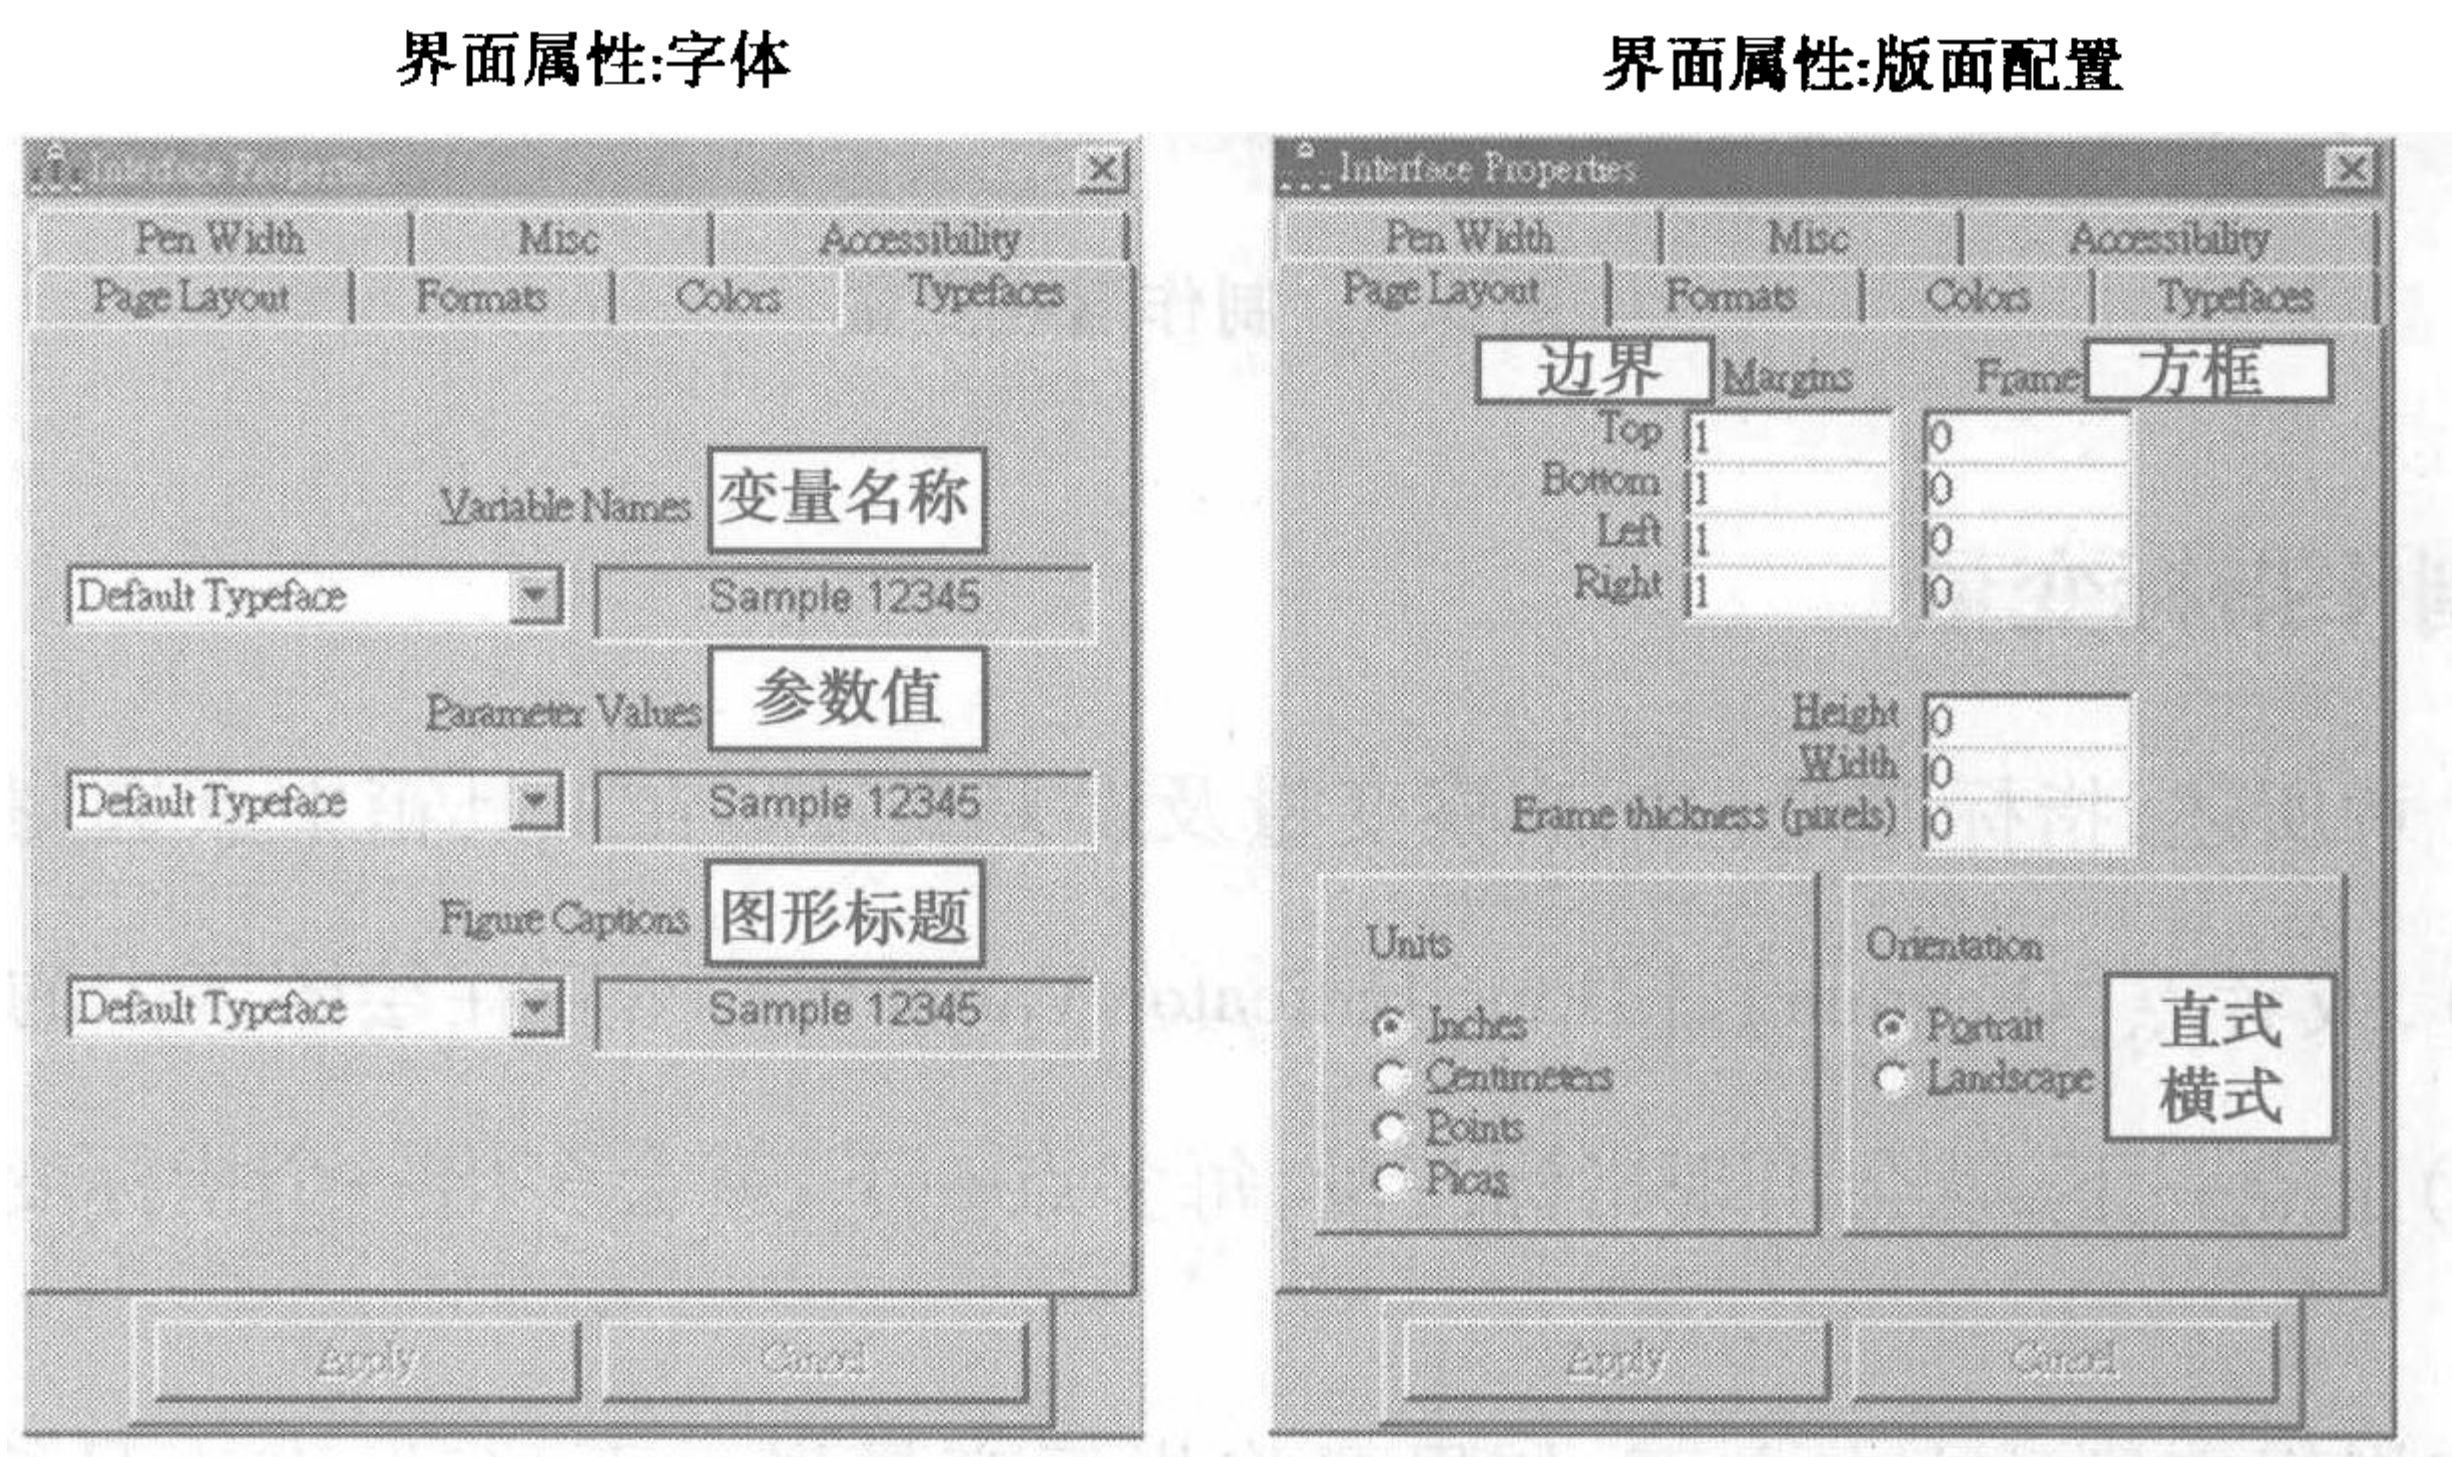 界面属性:字体
Interface Properties
Pen Width Misc Accessibility
Page Layout Formats Colors Typefaces
Variable Names 变量名称
Default Typeface Sample 12345
Parameter Values 参数值
Default Typeface Sample 12345
Figure Captions 图形标题
Default Typeface Sample 12345
Apply Cancel
界面属性:版面配置
Interface Properties
Pen Width Misc Accessibility
Page Layout Formats Colors Typefaces
边界 Margins Frame 方框
Top 1 0
Bottom 1 0
Left 1 0
Right 1 0
Height 0
Width 0
Frame thickness (pixels) 0
Units
Inches
Centimeters
Points
Picas
Orientation
Portrait 直式
Landscape 横式
Apply Cancel